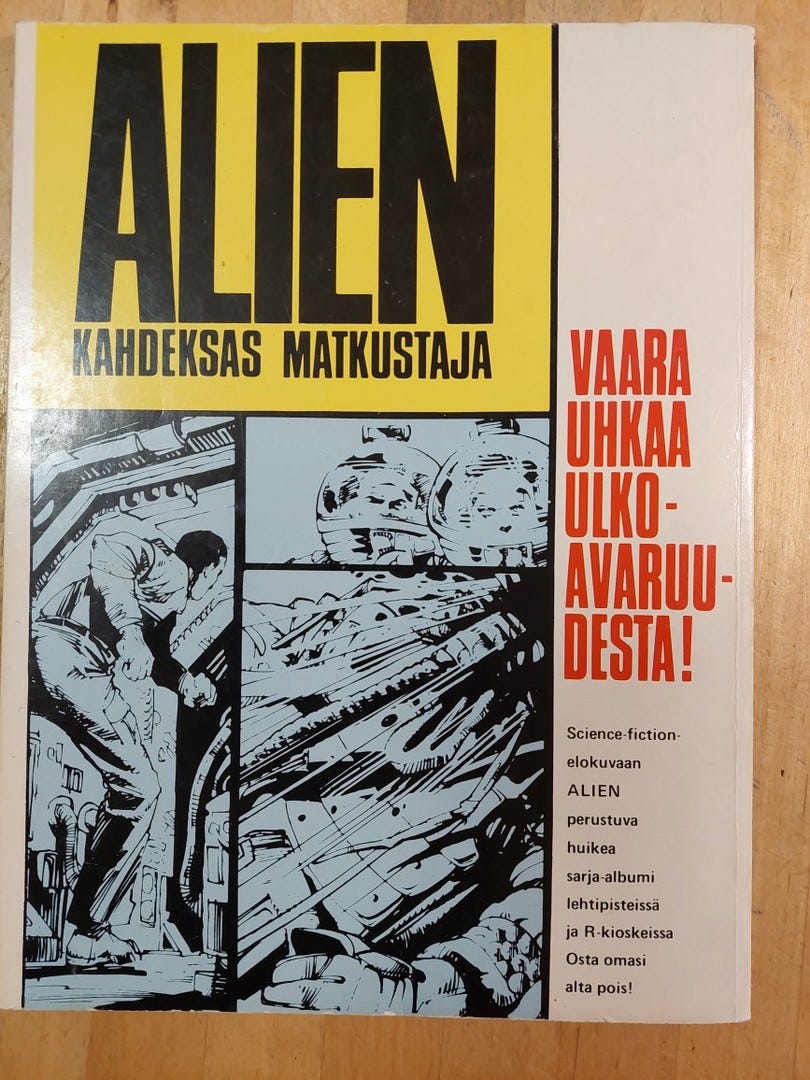 ALIEN
KAHDEKSAS MATKUSTAJA
VAARA
UHKAA
ULKO-
AVARUU-
DESTA!
Science-fiction-
elokuvaan
ALIEN
perustuva
huikea
sarja-albumi
lehtipisteissä
ja R-kioskeissa
Osta omasi
alta pois!